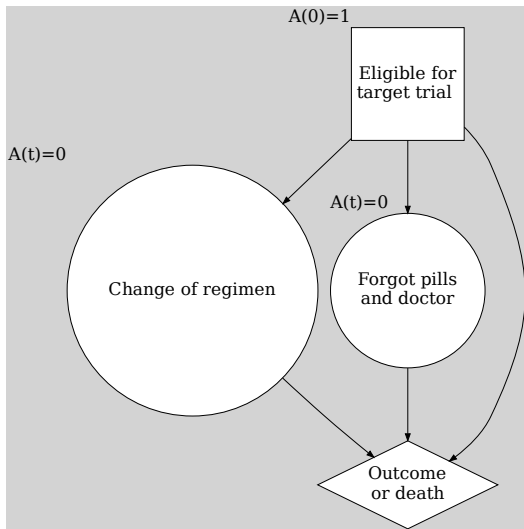 A(0)=1
Eligible for
target trial
A(t)=0
Change of regimen
A(t)=0
Forgot pills
and doctor
Outcome
or death